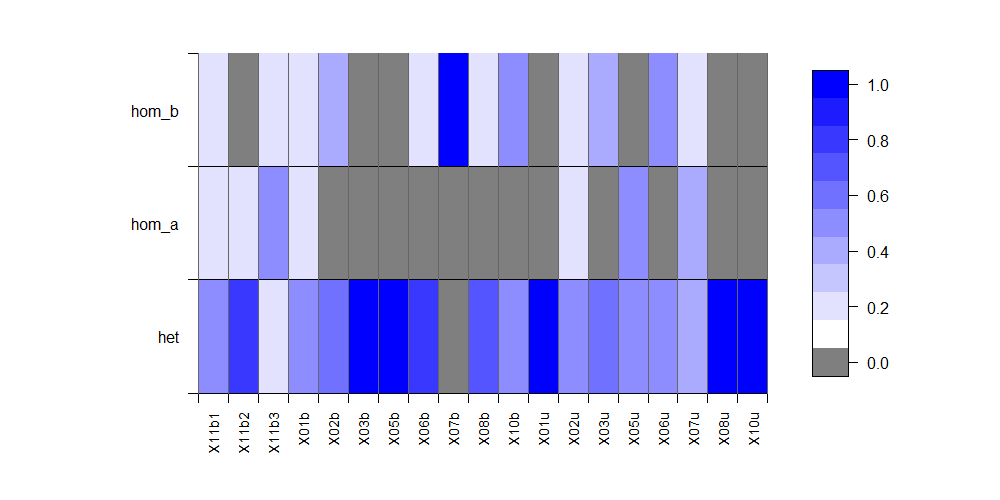 hom_b
hom_a
het
X11b1
X11b2
X11b3
X01b
X02b
X03b
X05b
X06b
X07b
X08b
X10b
X01u
X02u
X03u
X05u
X06u
X07u
X08u
X10u
1.0
0.8
0.6
0.4
0.2
0.0